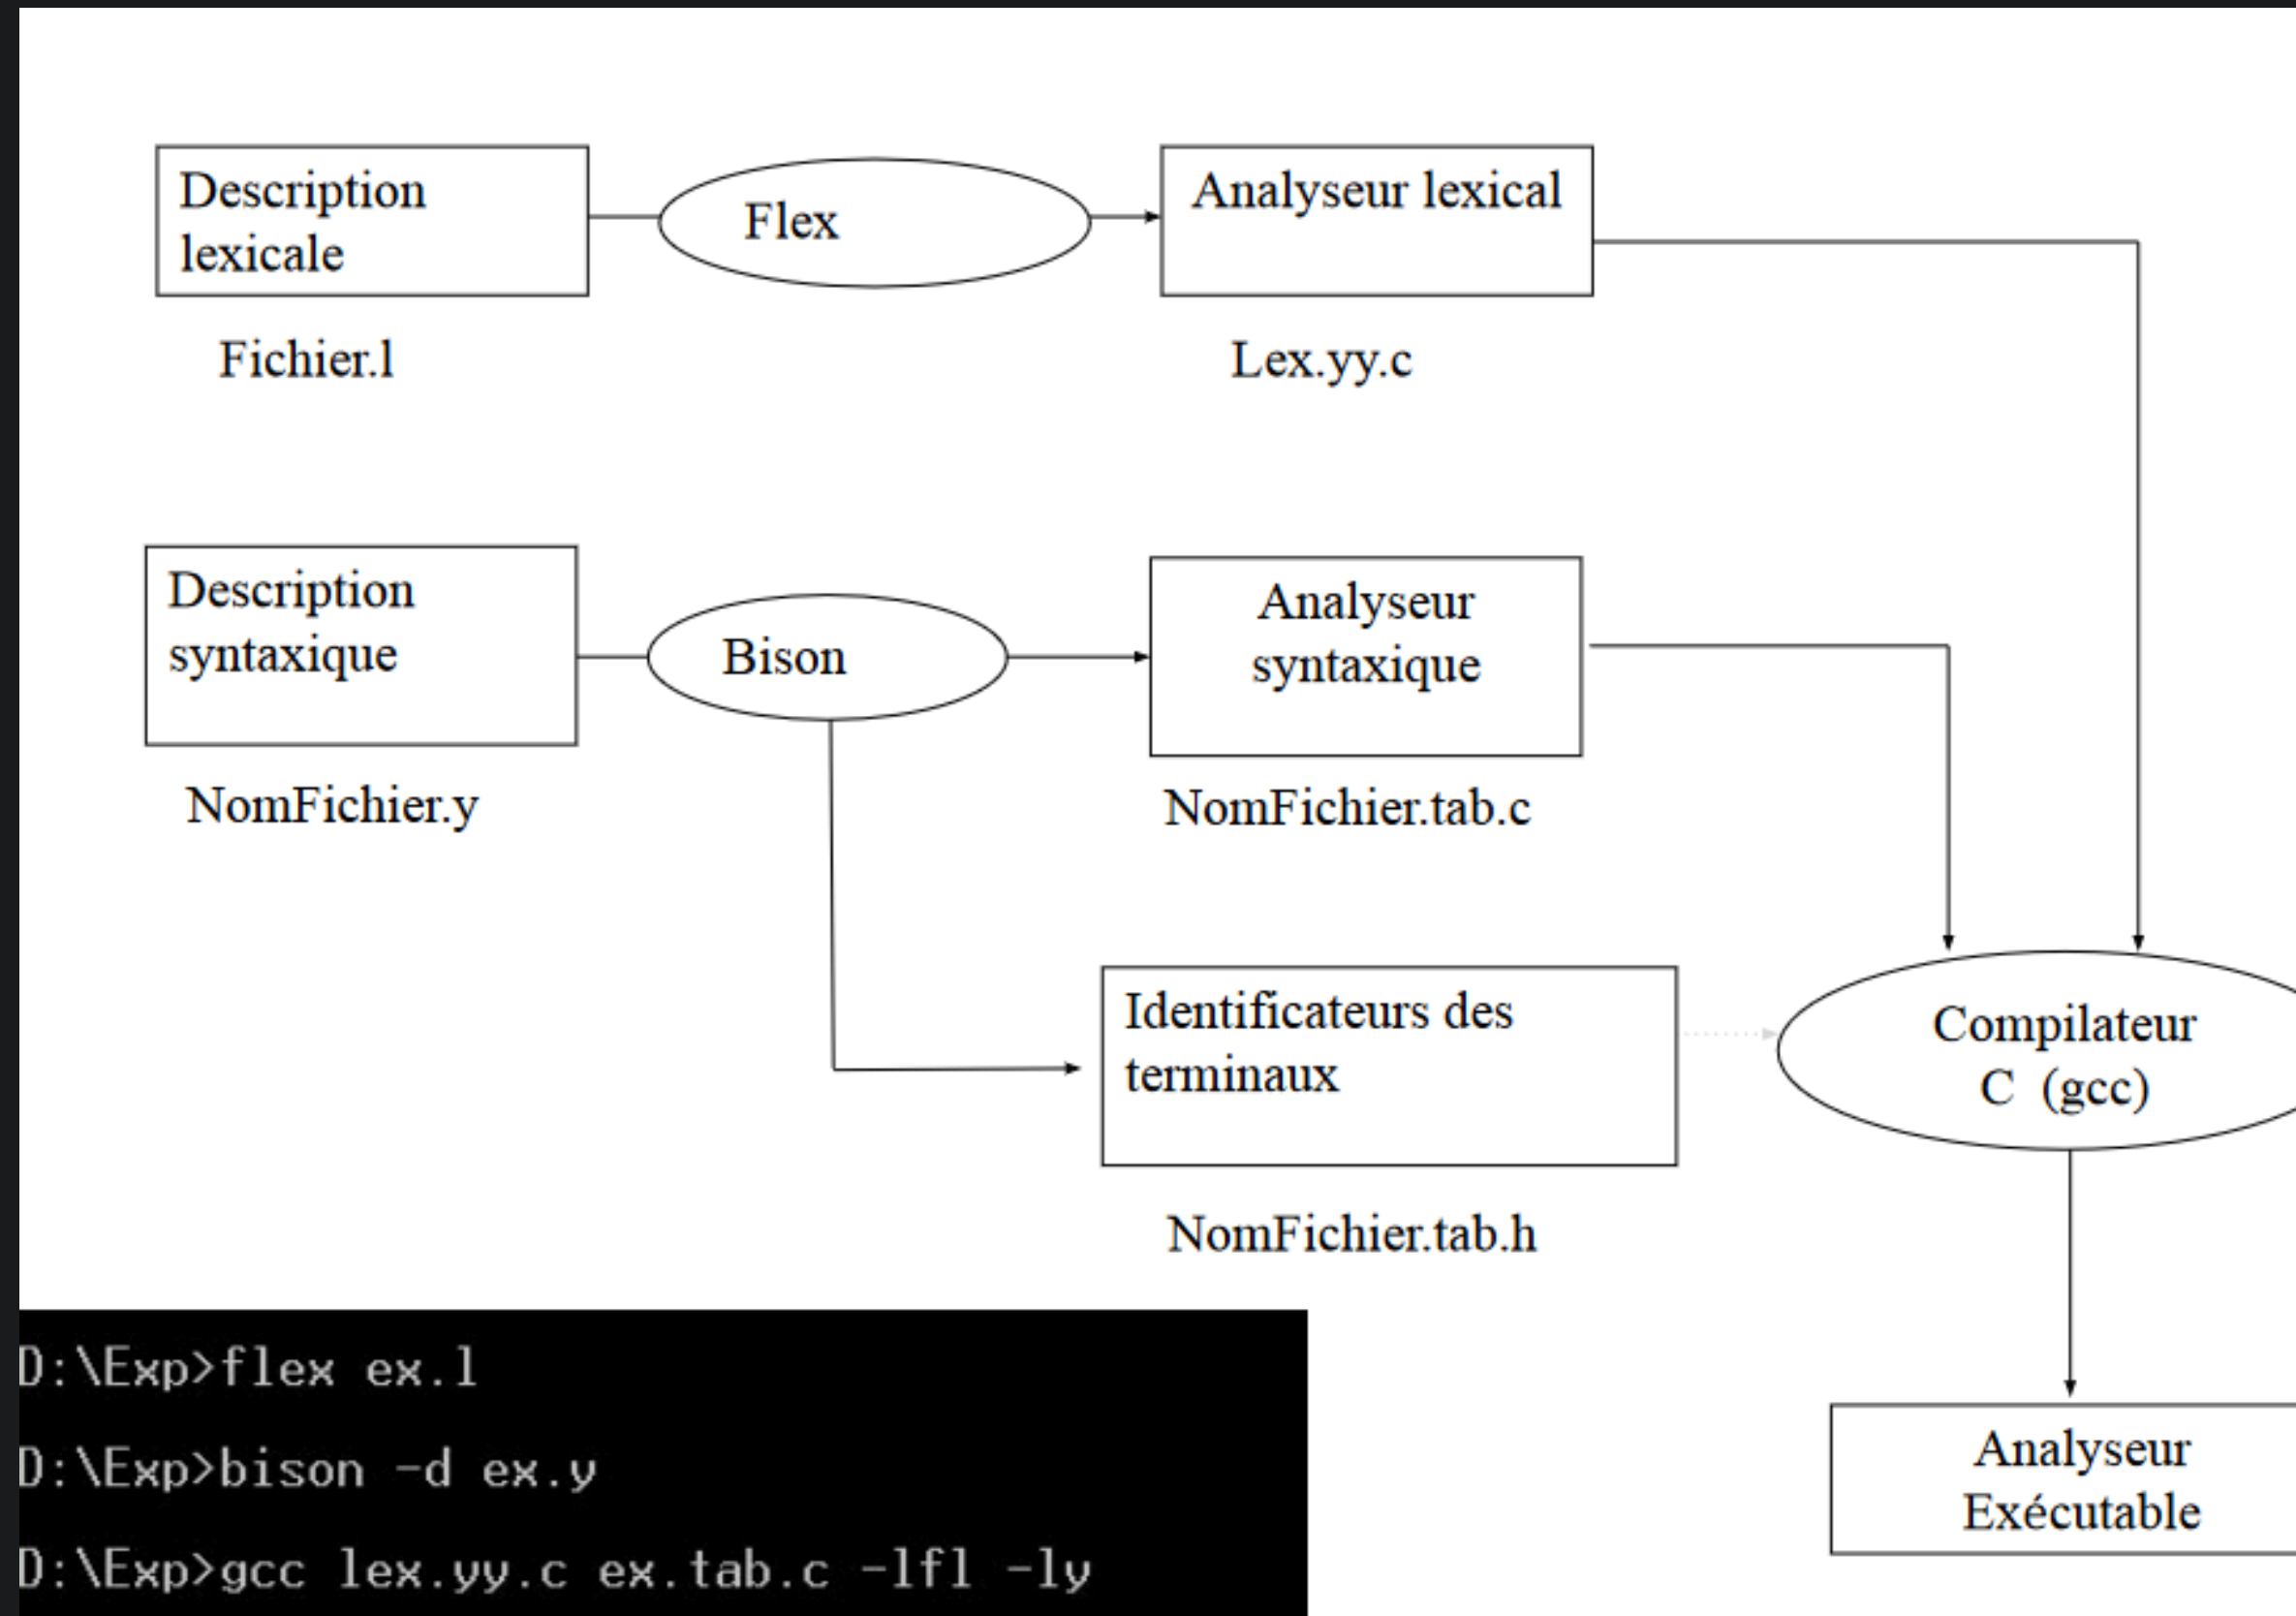 Description
lexicale
Flex
Analyseur lexical
Fichier.l
Lex.yy.c
Description
syntaxique
Bison
Analyseur
syntaxique
NomFichier.y
NomFichier.tab.c
Identificateurs des
terminaux
Compilateur
C (gcc)
NomFichier.tab.h
Analyseur
Exécutable
D:\Exp>flex ex.l
D:\Exp>bison -d ex.y
D:\Exp>gcc lex.yy.c ex.tab.c -lfl -ly